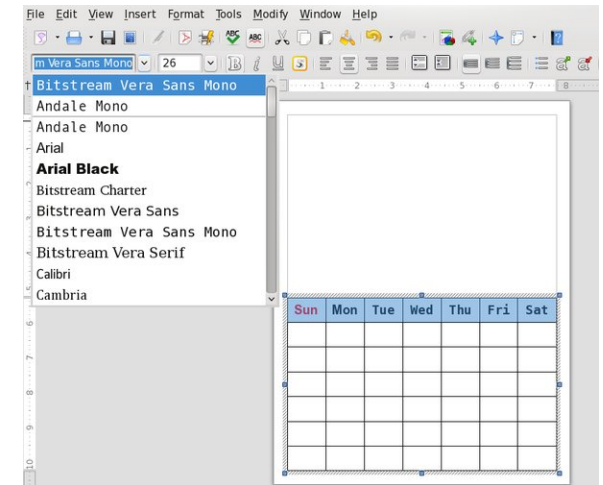 File Edit View Insert Format Tools Modify Window Help
ABC ABC
m Vera Sans Mono 26 B i U S
Bitstream Vera Sans Mono
Andale Mono
Andale Mono
Arial
Arial Black
Bitstream Charter
Bitstream Vera Sans
Bitstream Vera Sans Mono
Bitstream Vera Serif
Calibri
Cambria
1 2 3 4 5 6 7 8
Sun Mon Tue Wed Thu Fri Sat
6
7
8
9
10